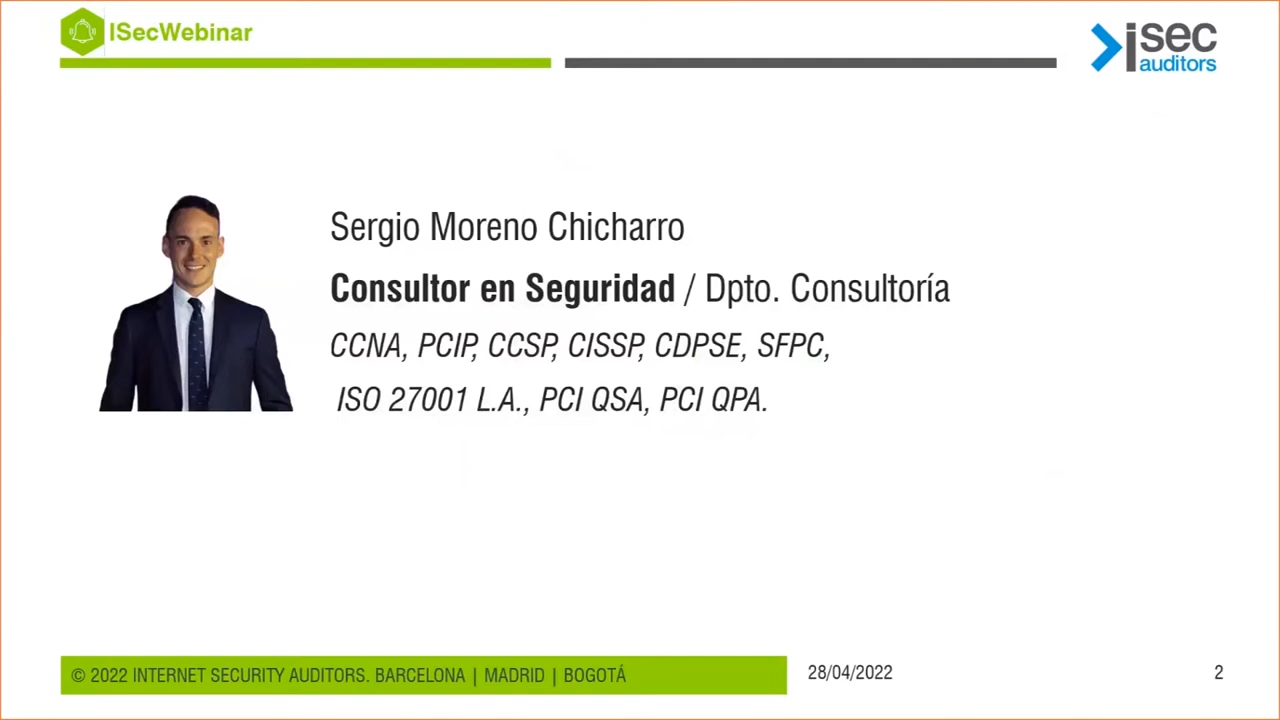 ISecWebinar
isec
auditors
Sergio Moreno Chicharro
Consultor en Seguridad / Dpto. Consultoría
CCNA, PCIP, CCSP, CISSP, CDPSE, SFPC,
ISO 27001 L.A., PCI QSA, PCI QPA.
© 2022 INTERNET SECURITY AUDITORS. BARCELONA | MADRID | BOGOTÁ
28/04/2022
2